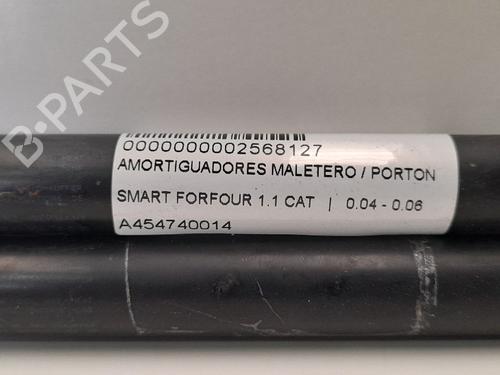 B-PARTS
0000000002568127
AMORTIGUADORES MALETERO / PORTON
SMART FORFOUR 1.1 CAT | 0.04 - 0.06
A454740014